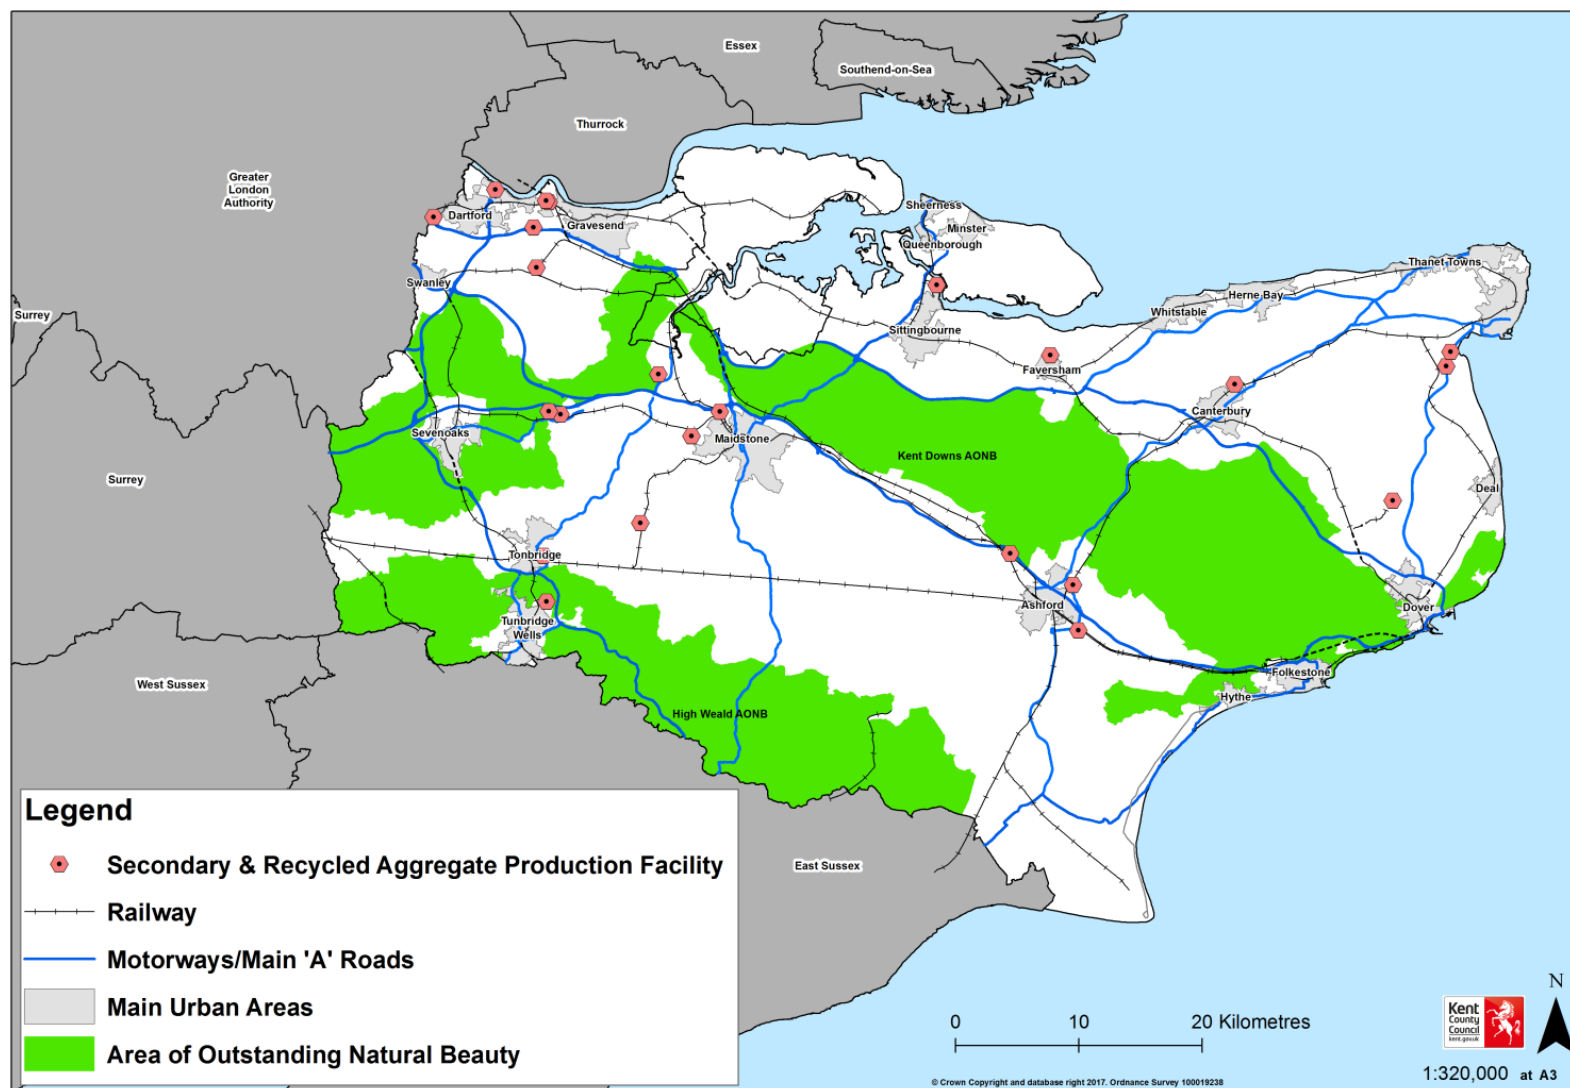 Essex
Southend-on-Sea
Thurrock
Greater
London
Authority
Sheerness
Dartford
Gravesend
Minster
Queenborough
Thanet Towns
Swanley
Herne Bay
Whitstable
Surrey
Sittingbourne
Faversham
Canterbury
Sevenoaks
Maidstone
Kent Downs AONB
Surrey
Deal
Tonbridge
Ashford
Dover
Tunbridge
Wells
Folkestone
West Sussex
Hythe
High Weald AONB
East Sussex
Legend
Secondary & Recycled Aggregate Production Facility
Railway
Motorways/Main 'A' Roads
Main Urban Areas
Area of Outstanding Natural Beauty
0 10 20 Kilometres
Kent
County
Council
kent.gov.uk
N
1:320,000 at A3
© Crown Copyright and database right 2017. Ordnance Survey 100019238